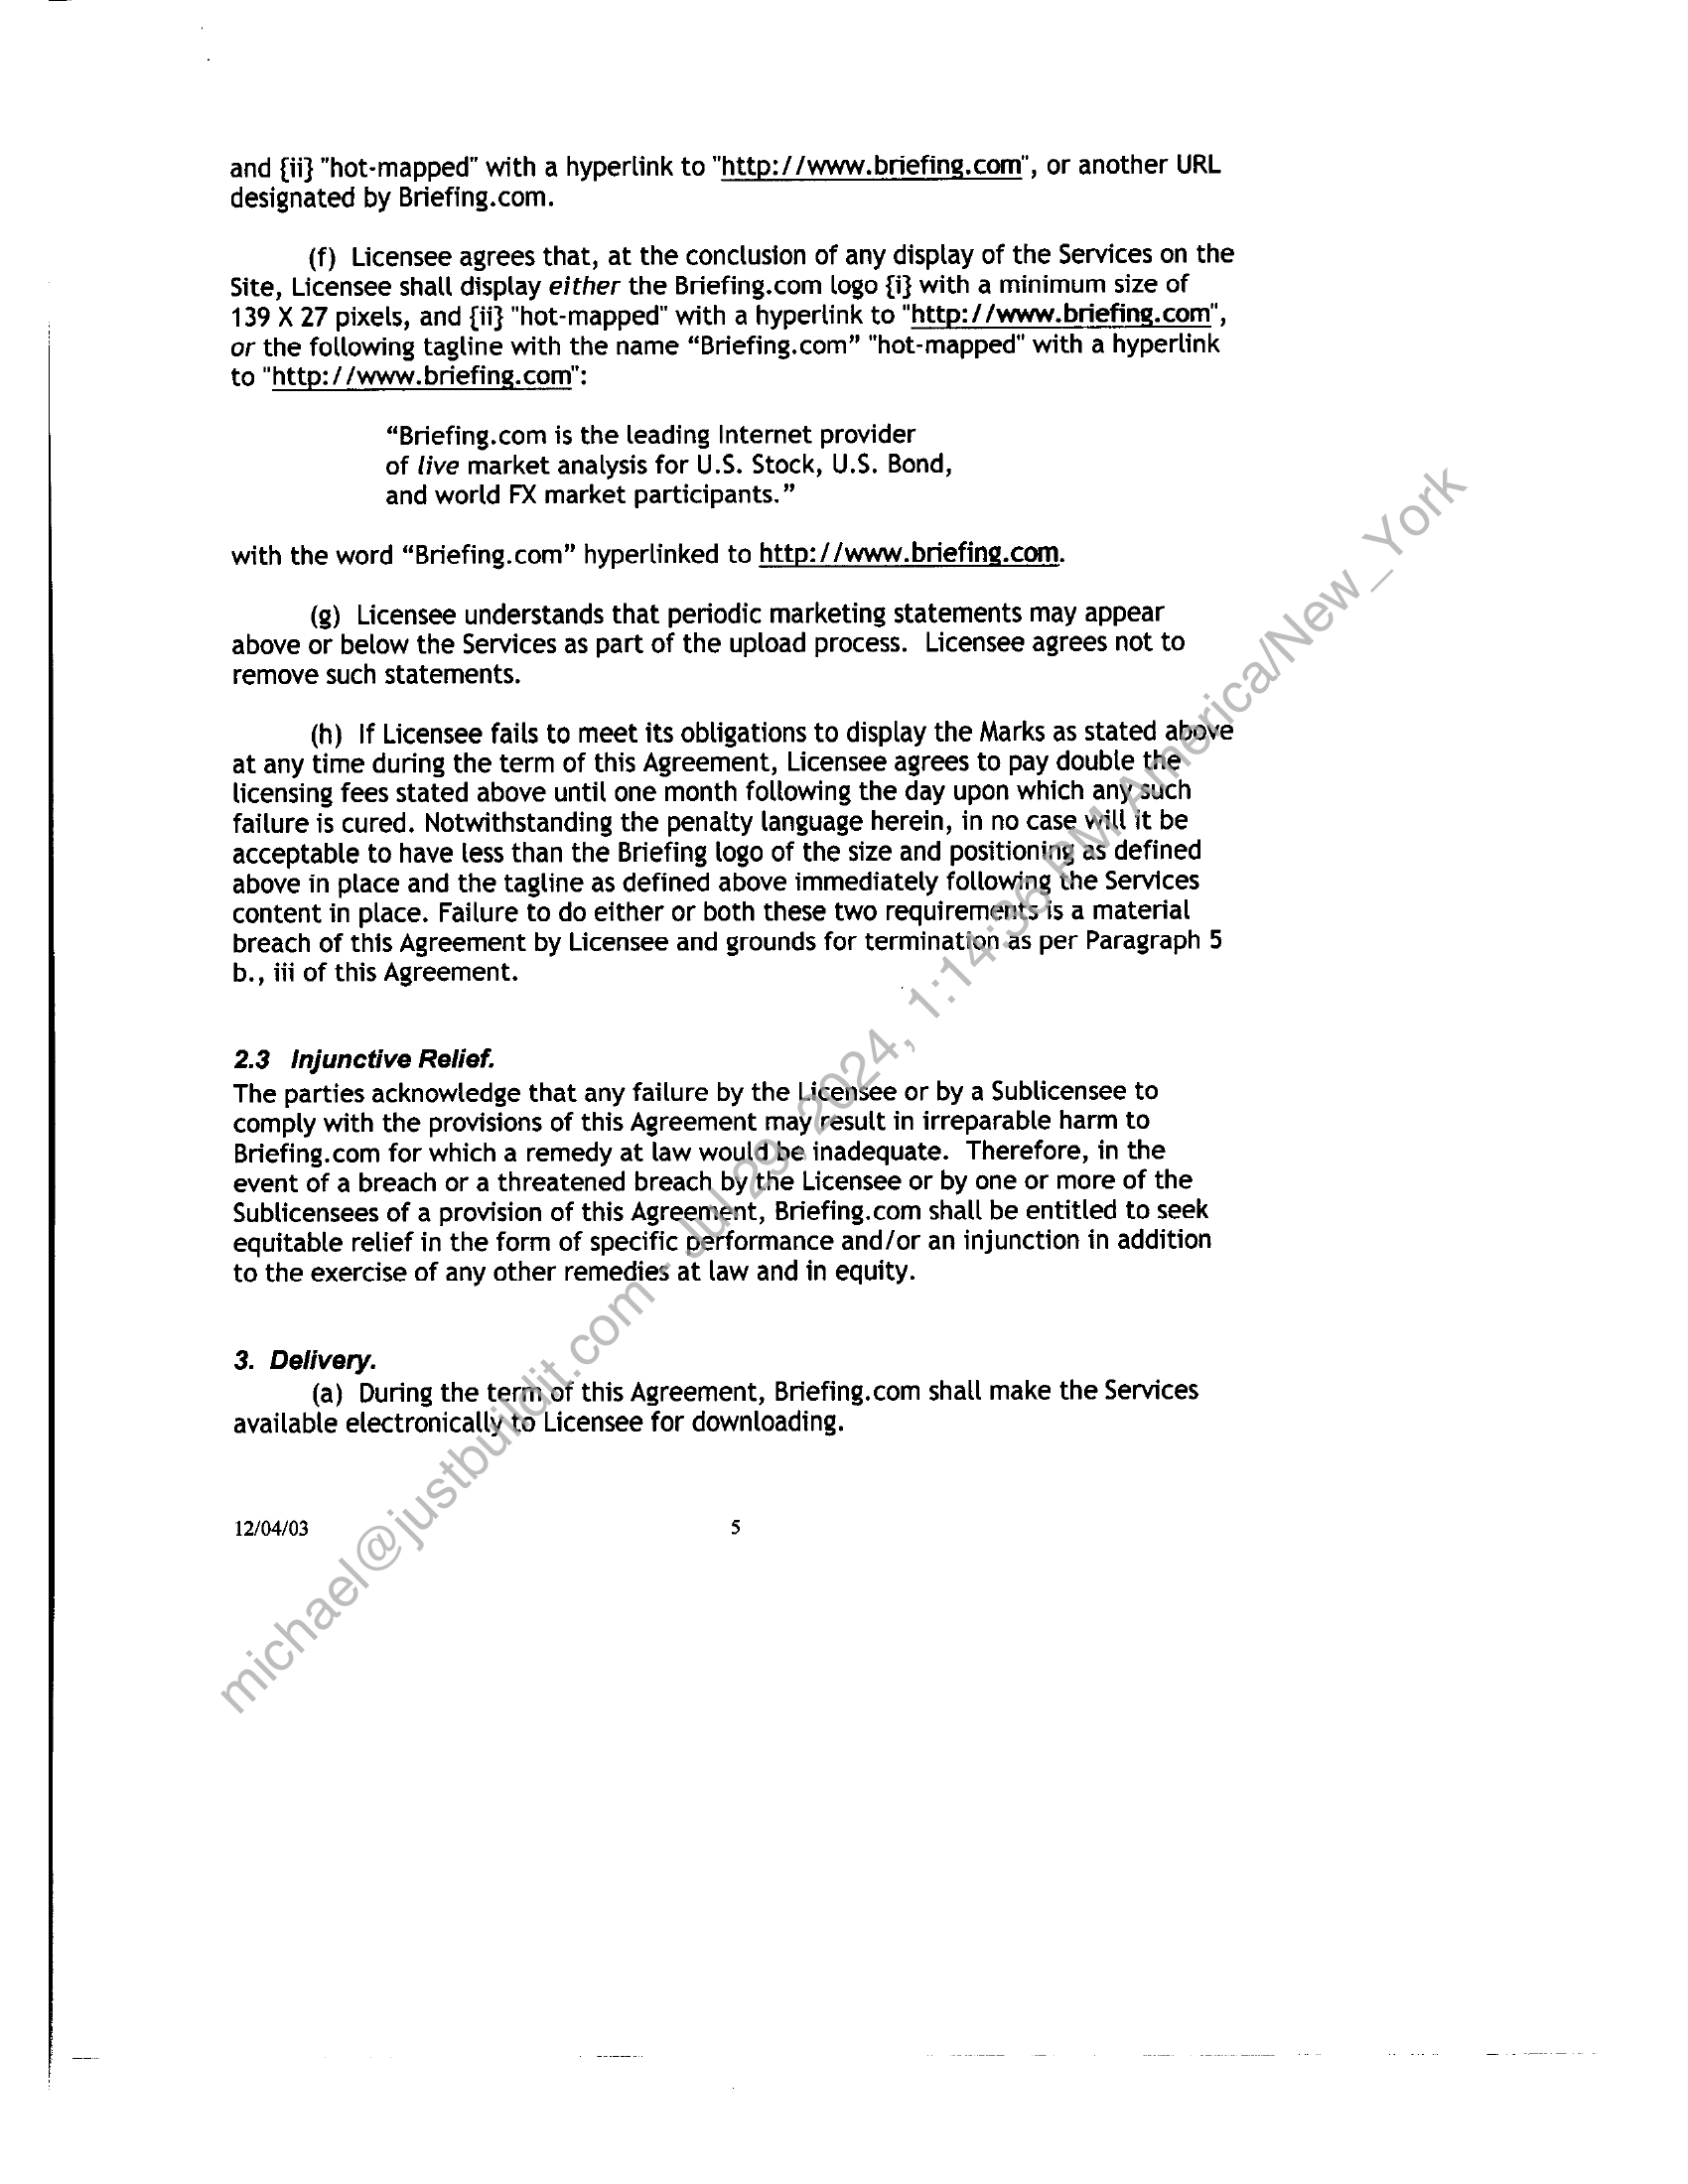 and {ii} "hot-mapped" with a hyperlink to "http://www.briefing.com", or another URL
designated by Briefing.com.
(f) Licensee agrees that, at the conclusion of any display of the Services on the
Site, Licensee shall display either the Briefing.com logo {i} with a minimum size of
139 X 27 pixels, and {ii} "hot-mapped" with a hyperlink to "http://www.briefing.com",
or the following tagline with the name “Briefing.com” "hot-mapped" with a hyperlink
to "http://www.briefing.com":
“Briefing.com is the leading Internet provider
of live market analysis for U.S. Stock, U.S. Bond,
and world FX market participants.”
with the word “Briefing.com” hyperlinked to http://www.briefing.com.
(g) Licensee understands that periodic marketing statements may appear
above or below the Services as part of the upload process. Licensee agrees not to
remove such statements.
(h) If Licensee fails to meet its obligations to display the Marks as stated above
at any time during the term of this Agreement, Licensee agrees to pay double the
licensing fees stated above until one month following the day upon which any such
failure is cured. Notwithstanding the penalty language herein, in no case will it be
acceptable to have less than the Briefing logo of the size and positioning as defined
above in place and the tagline as defined above immediately following the Services
content in place. Failure to do either or both these two requirements is a material
breach of this Agreement by Licensee and grounds for termination as per Paragraph 5
b., iii of this Agreement.
2.3 Injunctive Relief.
The parties acknowledge that any failure by the Licensee or by a Sublicensee to
comply with the provisions of this Agreement may result in irreparable harm to
Briefing.com for which a remedy at law would be inadequate. Therefore, in the
event of a breach or a threatened breach by the Licensee or by one or more of the
Sublicensees of a provision of this Agreement, Briefing.com shall be entitled to seek
equitable relief in the form of specific performance and/or an injunction in addition
to the exercise of any other remedies at law and in equity.
3. Delivery.
(a) During the term of this Agreement, Briefing.com shall make the Services
available electronically to Licensee for downloading.
12/04/03 5
michael@justbuildit.com - Jul 29, 2024, 1:14:36 PM America/New_York